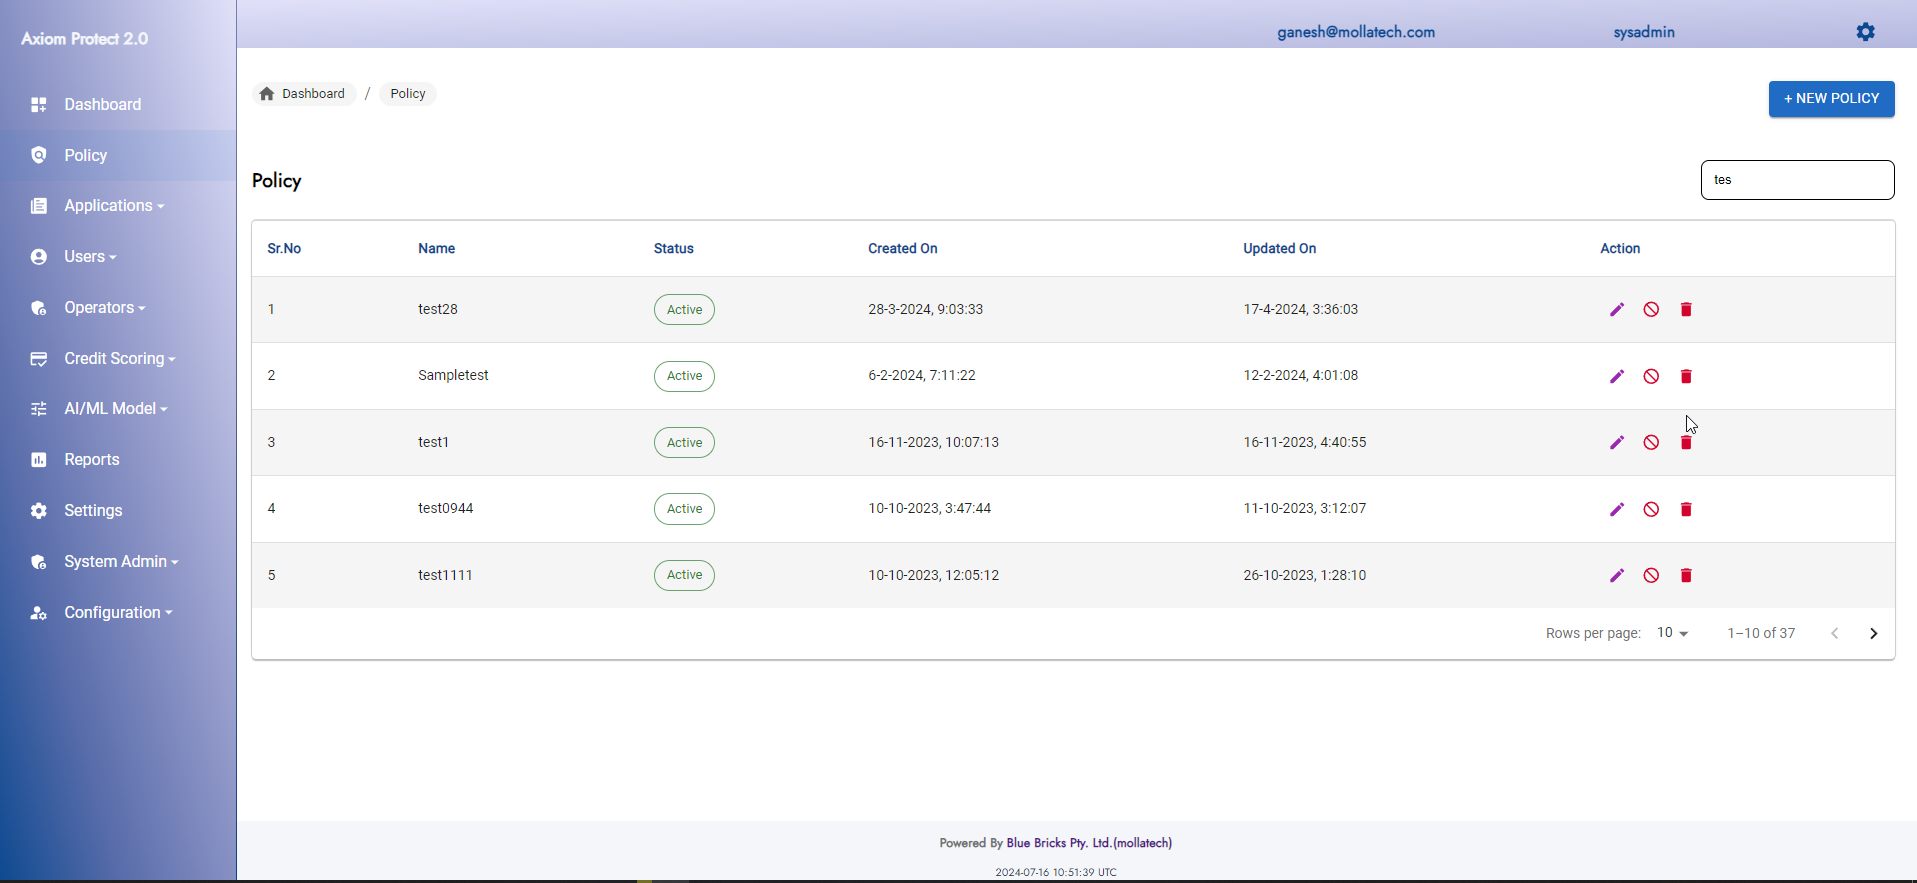 Axiom Protect 2.0
ganesh@mollatech.com sysadmin
Dashboard
Policy
Applications
Users
Operators
Credit Scoring
AI/ML Model
Reports
Settings
System Admin
Configuration
Dashboard / Policy
+ NEW POLICY
Policy
tes
Sr.No Name Status Created On Updated On Action
1 test28 Active 28-3-2024, 9:03:33 17-4-2024, 3:36:03
2 Sampletest Active 6-2-2024, 7:11:22 12-2-2024, 4:01:08
3 test1 Active 16-11-2023, 10:07:13 16-11-2023, 4:40:55
4 test0944 Active 10-10-2023, 3:47:44 11-10-2023, 3:12:07
5 test1111 Active 10-10-2023, 12:05:12 26-10-2023, 1:28:10
Rows per page: 10 1–10 of 37
Powered By Blue Bricks Pty. Ltd.(mollatech)
2024-07-16 10:51:39 UTC